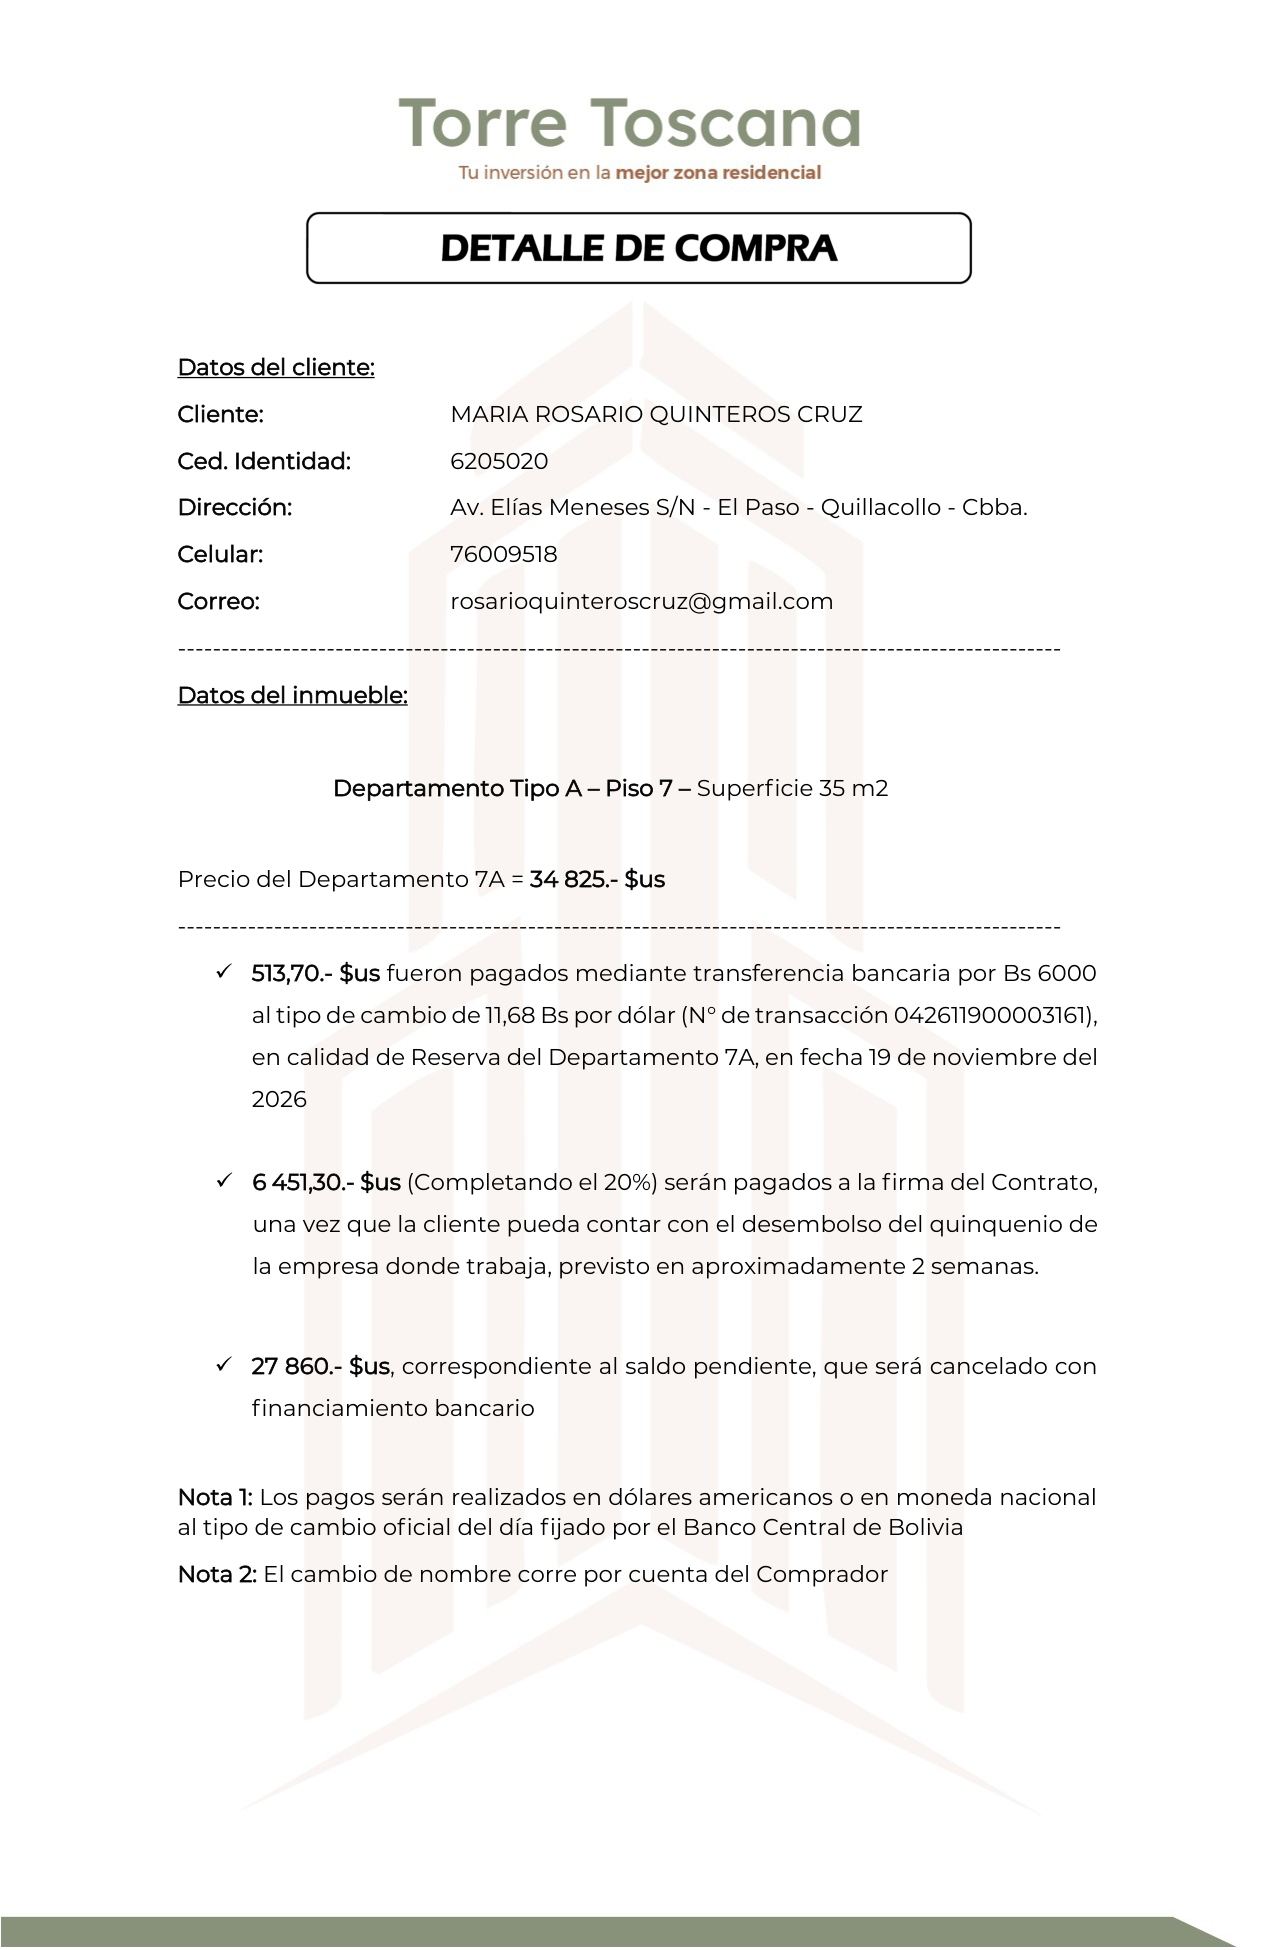 Torre Toscana
Tu inversión en la mejor zona residencial
DETALLE DE COMPRA
Datos del cliente:
Cliente: MARIA ROSARIO QUINTEROS CRUZ
Ced. Identidad: 6205020
Dirección: Av. Elías Meneses S/N - El Paso - Quillacollo - Cbba.
Celular: 76009518
Correo: rosarioquinteroscruz@gmail.com
-----------------------------------------------------------------------------------------------------
Datos del inmueble:
Departamento Tipo A – Piso 7 – Superficie 35 m2
Precio del Departamento 7A = 34 825.- $us
-----------------------------------------------------------------------------------------------------
✓ 513,70.- $us fueron pagados mediante transferencia bancaria por Bs 6000
al tipo de cambio de 11,68 Bs por dólar (N° de transacción 042611900003161),
en calidad de Reserva del Departamento 7A, en fecha 19 de noviembre del
2026
✓ 6 451,30.- $us (Completando el 20%) serán pagados a la firma del Contrato,
una vez que la cliente pueda contar con el desembolso del quinquenio de
la empresa donde trabaja, previsto en aproximadamente 2 semanas.
✓ 27 860.- $us, correspondiente al saldo pendiente, que será cancelado con
financiamiento bancario
Nota 1: Los pagos serán realizados en dólares americanos o en moneda nacional
al tipo de cambio oficial del día fijado por el Banco Central de Bolivia
Nota 2: El cambio de nombre corre por cuenta del Comprador